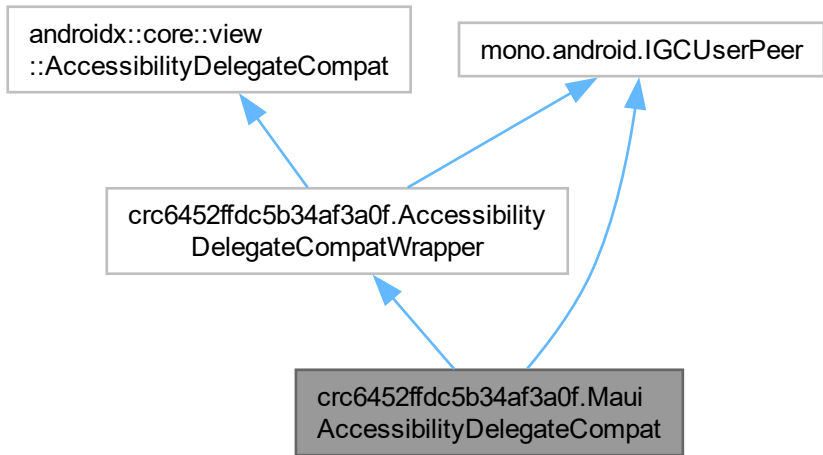 androidx::core::view
::AccessibilityDelegateCompat
mono.android.IGCUserPeer
crc6452ffdc5b34af3a0f.Accessibility
DelegateCompatWrapper
crc6452ffdc5b34af3a0f.Maui
AccessibilityDelegateCompat